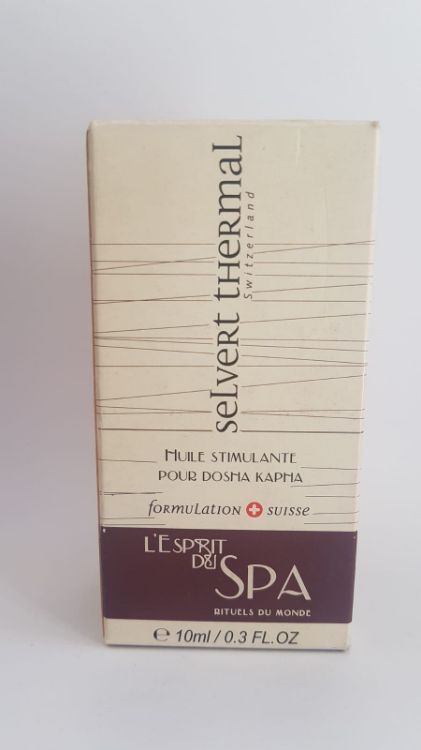 selvert thermal
Switzerland
Huile stimulante
pour dosha kapha
formulation suisse
L'Esprit
du
Spa
Rituels du Monde
℮ 10ml / 0.3 FL.OZ